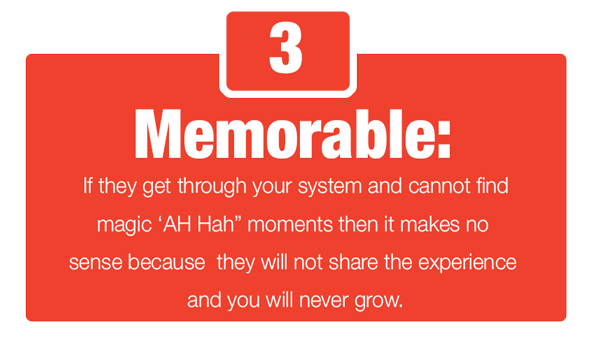 3
Memorable:
If they get through your system and cannot find
magic ‘AH Hah” moments then it makes no
sense because  they will not share the experience
and you will never grow.